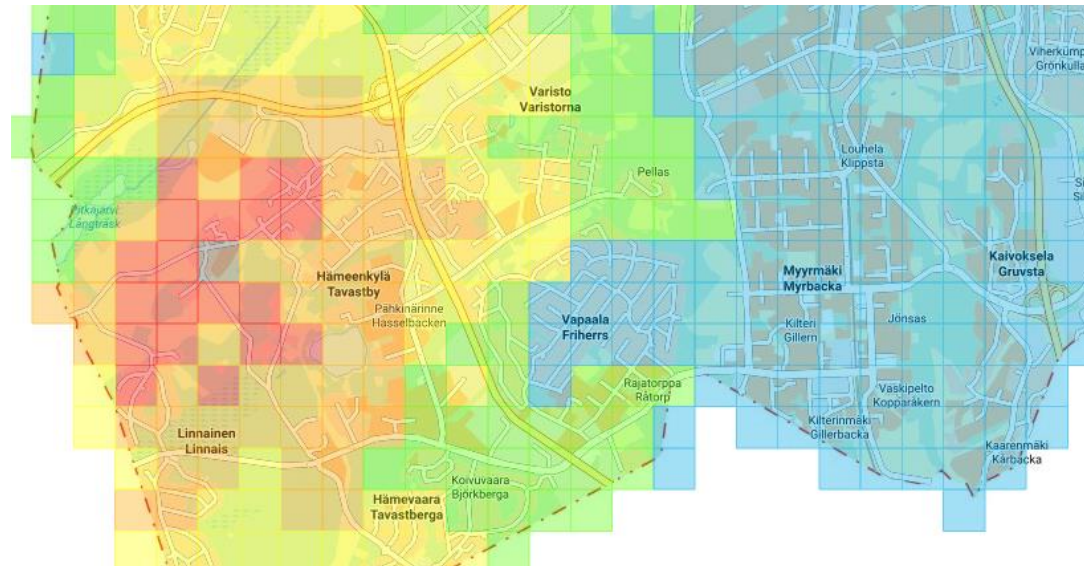 Viherkump
Grönkulla
Varisto
Varistorna
Louhela
Klippsta
Pellas
Pitkäjärvi
Långträsk
Hämeenkylä
Tavastby
Myyrmäki
Myrbacka
Kaivoksela
Gruvsta
Pähkinärinne
Hasselbacken
Vapaala
Friherrs
Kilteri
Gillern
Jönsas
Rajatorppa
Råtorp
Vaskipelto
Kopparåkern
Linnainen
Linnais
Kilterinmäki
Gillerbacka
Kaarenmäki
Kärbacka
Koivuvaara
Björkberga
Hämevaara
Tavastberga